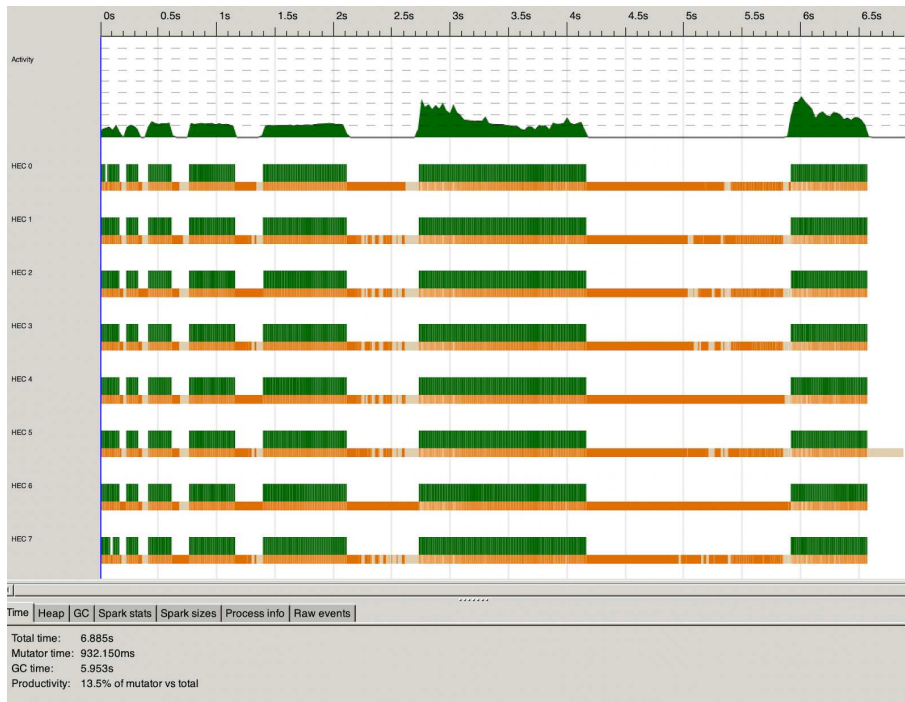 0s 0.5s 1s 1.5s 2s 2.5s 3s 3.5s 4s 4.5s 5s 5.5s 6s 6.5s
Activity
HEC 0
HEC 1
HEC 2
HEC 3
HEC 4
HEC 5
HEC 6
HEC 7
Time Heap GC Spark stats Spark sizes Process info Raw events
Total time: 6.885s
Mutator time: 932.150ms
GC time: 5.953s
Productivity: 13.5% of mutator vs total